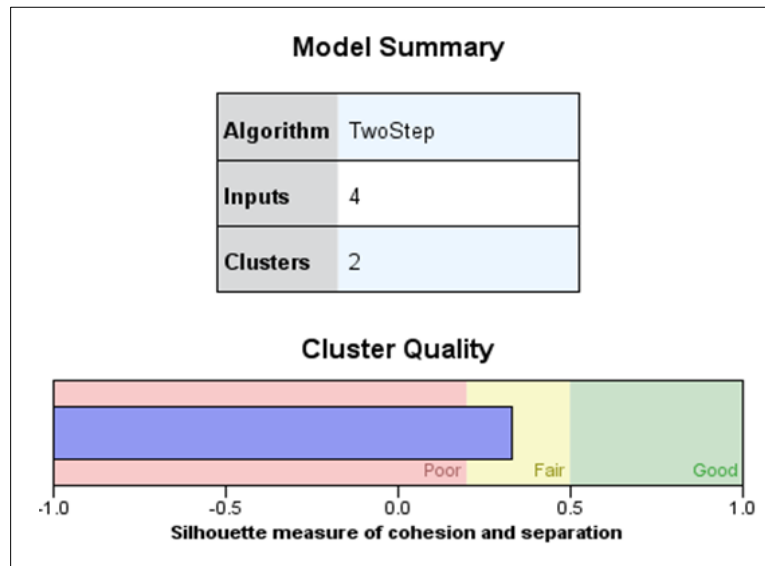 Model Summary
Algorithm TwoStep
Inputs 4
Clusters 2
Cluster Quality
Poor Fair Good
-1.0 -0.5 0.0 0.5 1.0
Silhouette measure of cohesion and separation